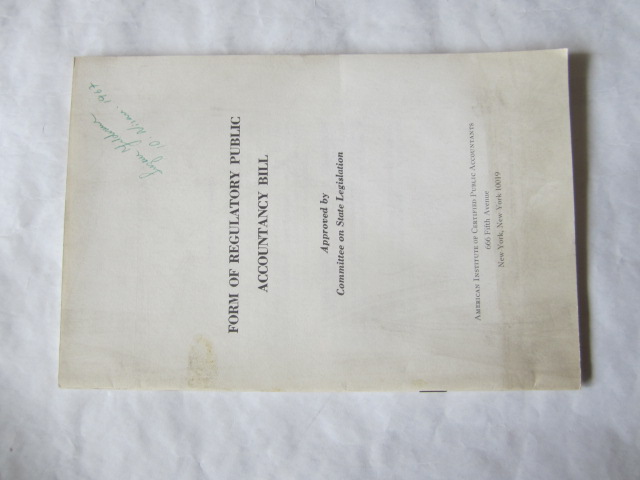 FORM OF REGULATORY PUBLIC
ACCOUNTANCY BILL
Approved by
Committee on State Legislation
AMERICAN INSTITUTE OF CERTIFIED PUBLIC ACCOUNTANTS
666 Fifth Avenue
New York, New York 10019